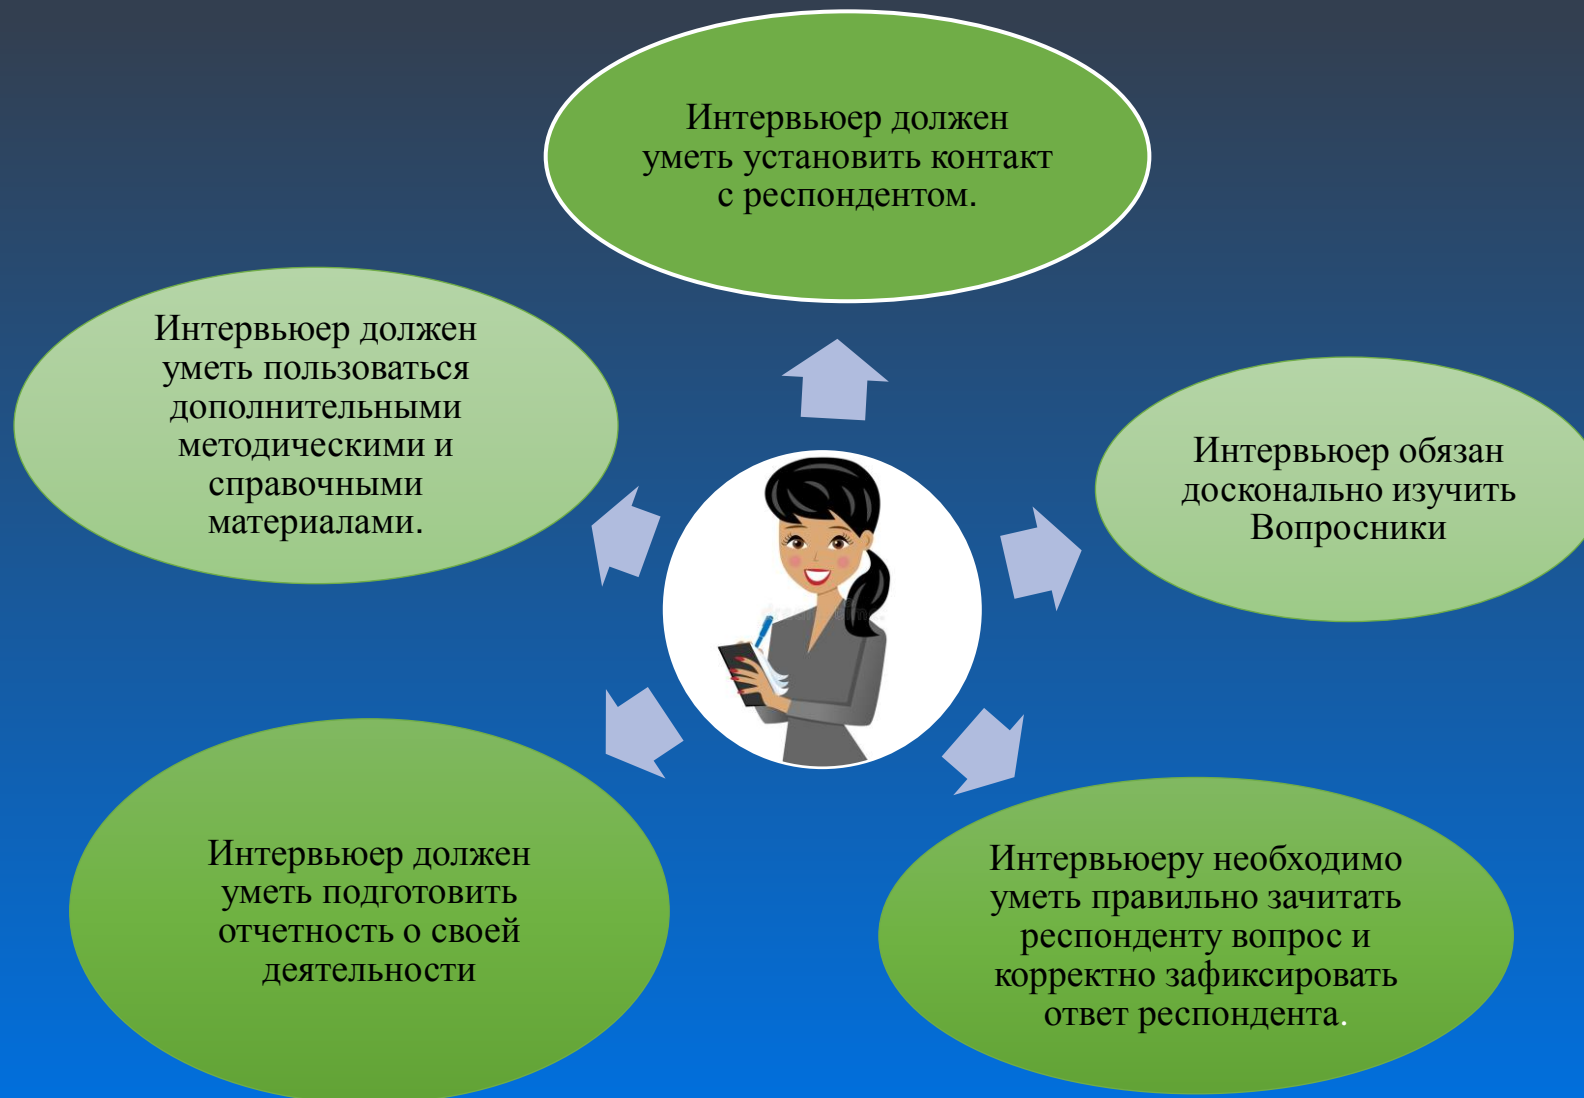 Интервьюер должен
уметь установить контакт
с респондентом.
Интервьюер должен
уметь пользоваться
дополнительными
методическими и
справочными
материалами.
Интервьюер обязан
досконально изучить
Вопросники
Интервьюер должен
уметь подготовить
отчетность о своей
деятельности
Интервьюеру необходимо
уметь правильно зачитать
респонденту вопрос и
корректно зафиксировать
ответ респондента.